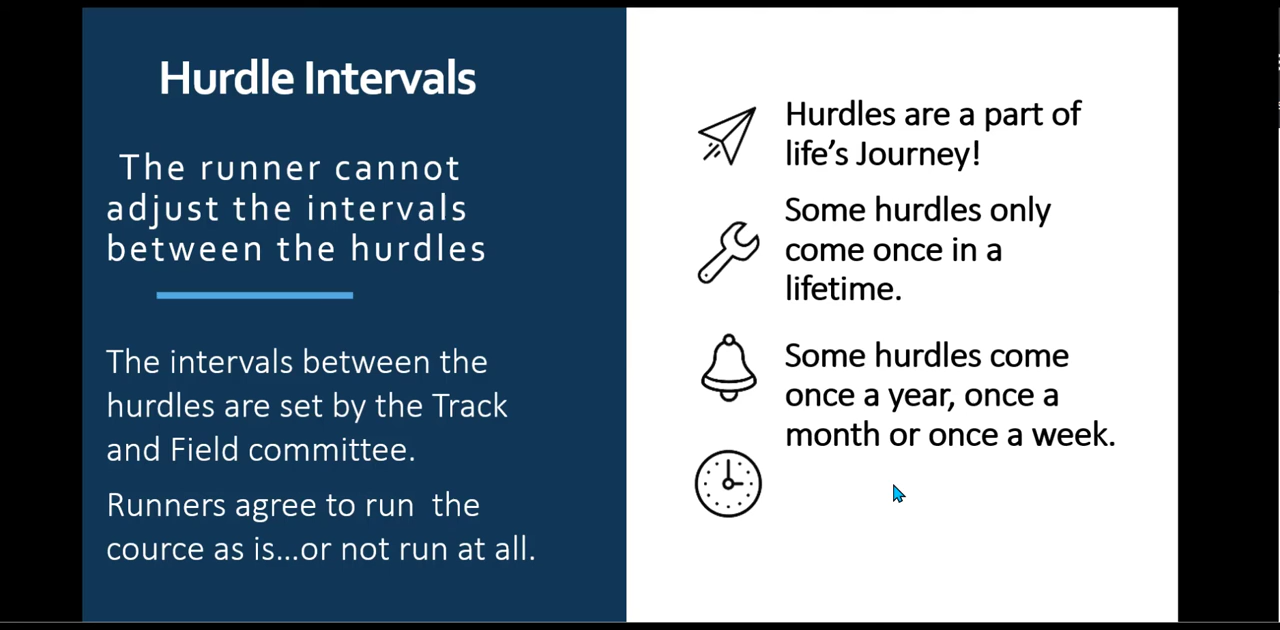 Hurdle Intervals
The runner cannot
adjust the intervals
between the hurdles
The intervals between the
hurdles are set by the Track
and Field committee.
Runners agree to run  the
cource as is...or not run at all.
Hurdles are a part of
life’s Journey!
Some hurdles only
come once in a
lifetime.
Some hurdles come
once a year, once a
month or once a week.